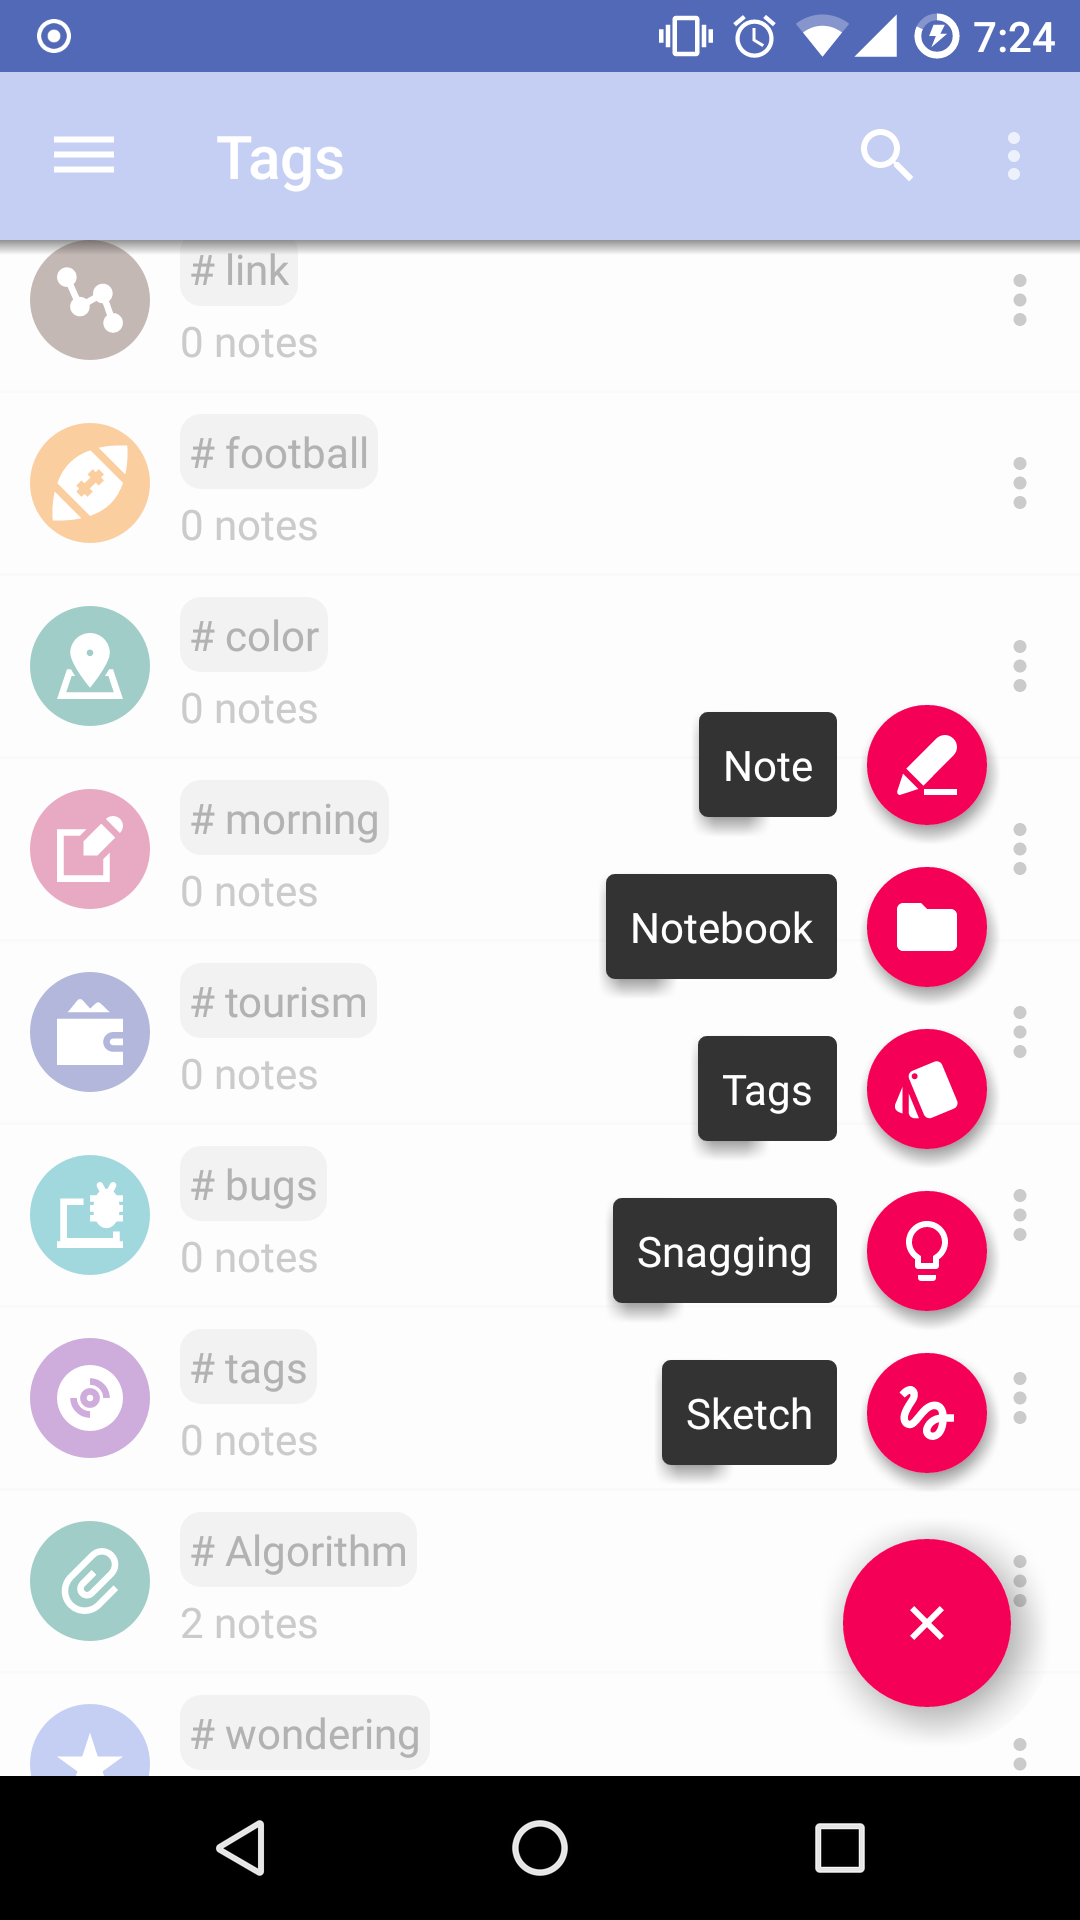 7:24
Tags
# link
0 notes
# football
0 notes
# color
0 notes
Note
# morning
0 notes
Notebook
# tourism
0 notes
Tags
# bugs
0 notes
Snagging
# tags
0 notes
Sketch
# Algorithm
2 notes
# wondering